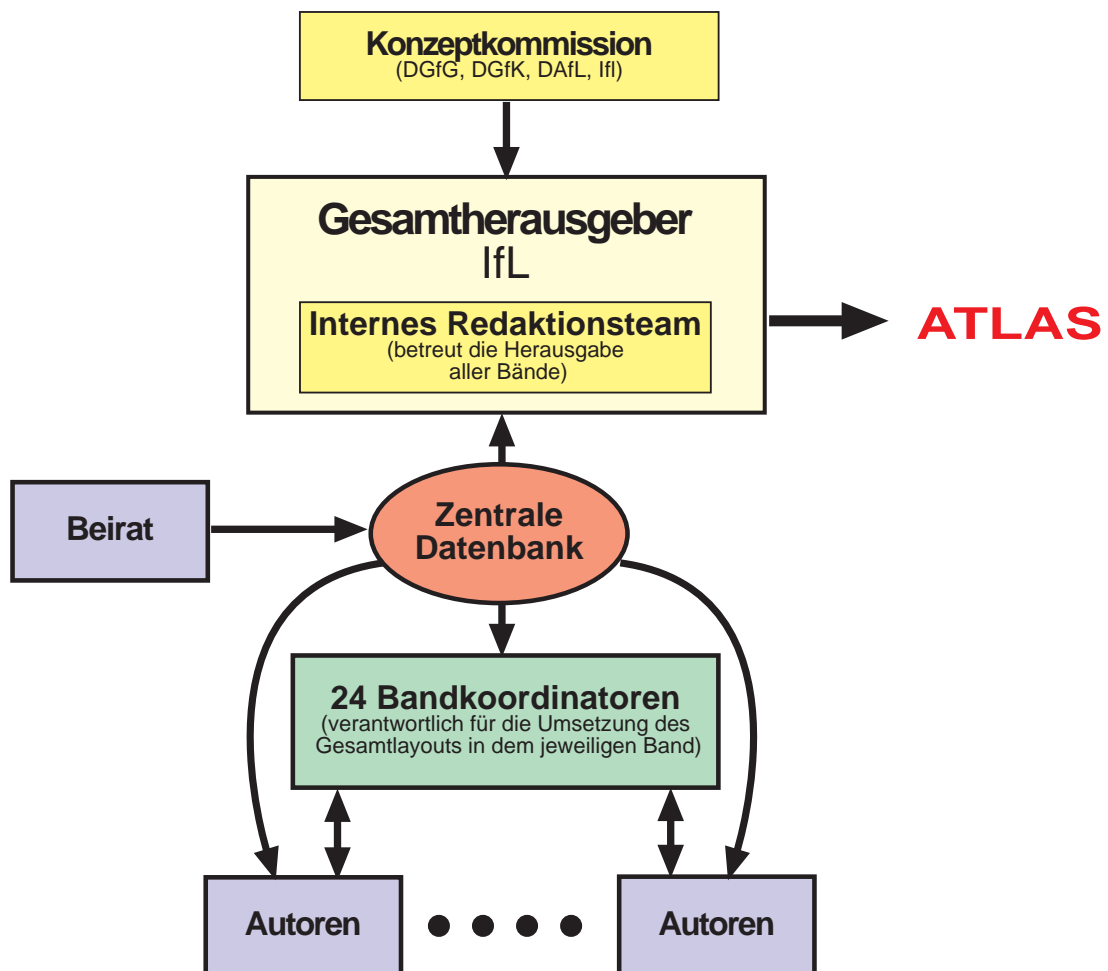 Konzeptkommission
(DGfG, DGfK, DAfL, Ifl)
Gesamtherausgeber
IfL
Internes Redaktionsteam
(betreut die Herausgabe
aller Bände)
ATLAS
Beirat
Zentrale
Datenbank
24 Bandkoordinatoren
(verantwortlich für die Umsetzung des
Gesamtlayouts in dem jeweiligen Band)
Autoren
Autoren